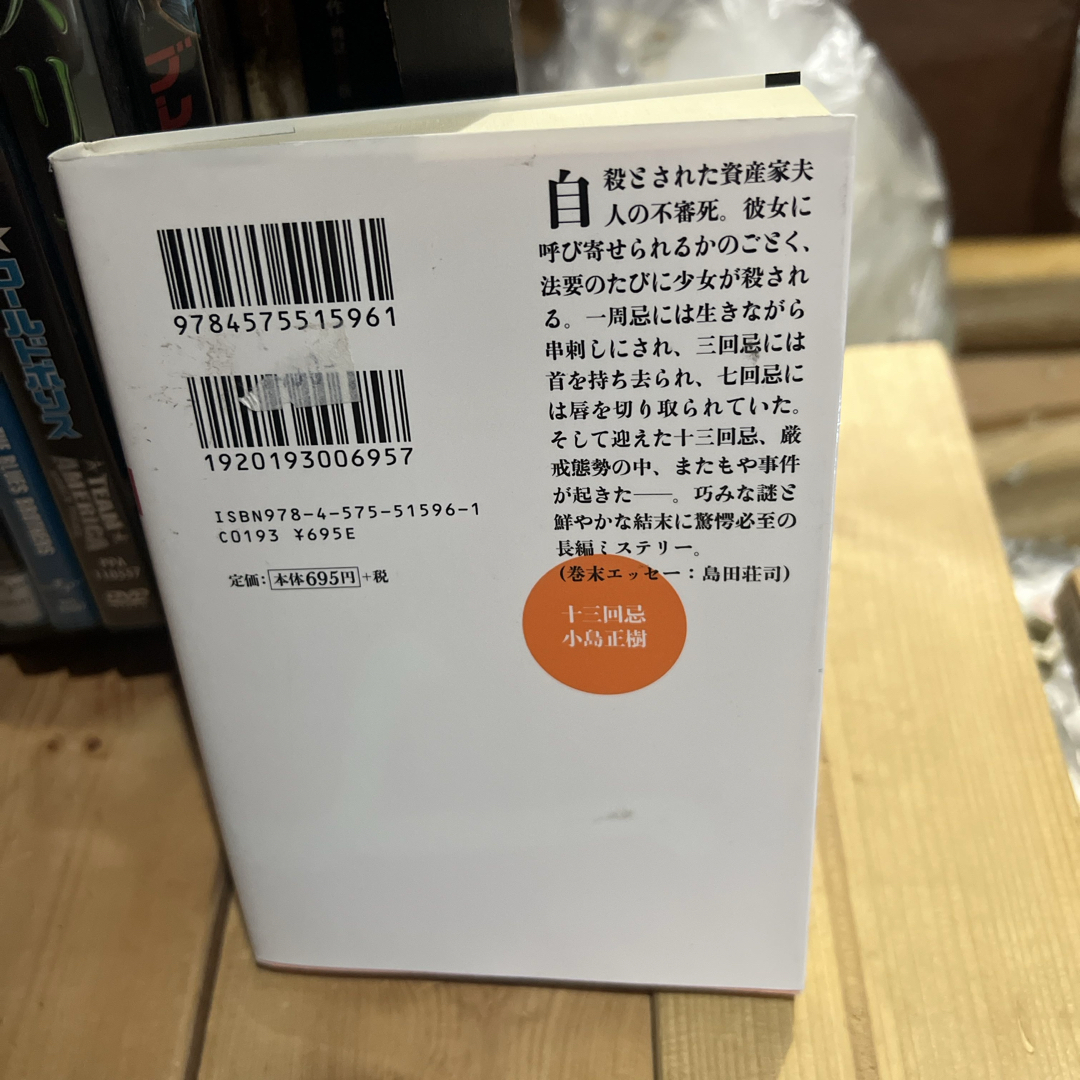 自殺とされた資産家夫
人の不審死。彼女に
呼び寄せられるかのごとく、
法要のたびに少女が殺され
る。一周忌には生きながら
串刺しにされ、三回忌には
首を持ち去られ、七回忌に
は唇を切り取られていた。
そして迎えた十三回忌、厳
戒態勢の中、またもや事件
が起きた――。巧みな謎と
鮮やかな結末に驚愕必至の
長編ミステリー。
(巻末エッセー：島田荘司)
十三回忌
小島正樹
9784575515961
1920193006957
ISBN978-4-575-51596-1
C0193 ¥695E
定価：本体695円+税
コールドポリス
A TEAM
AMERICA